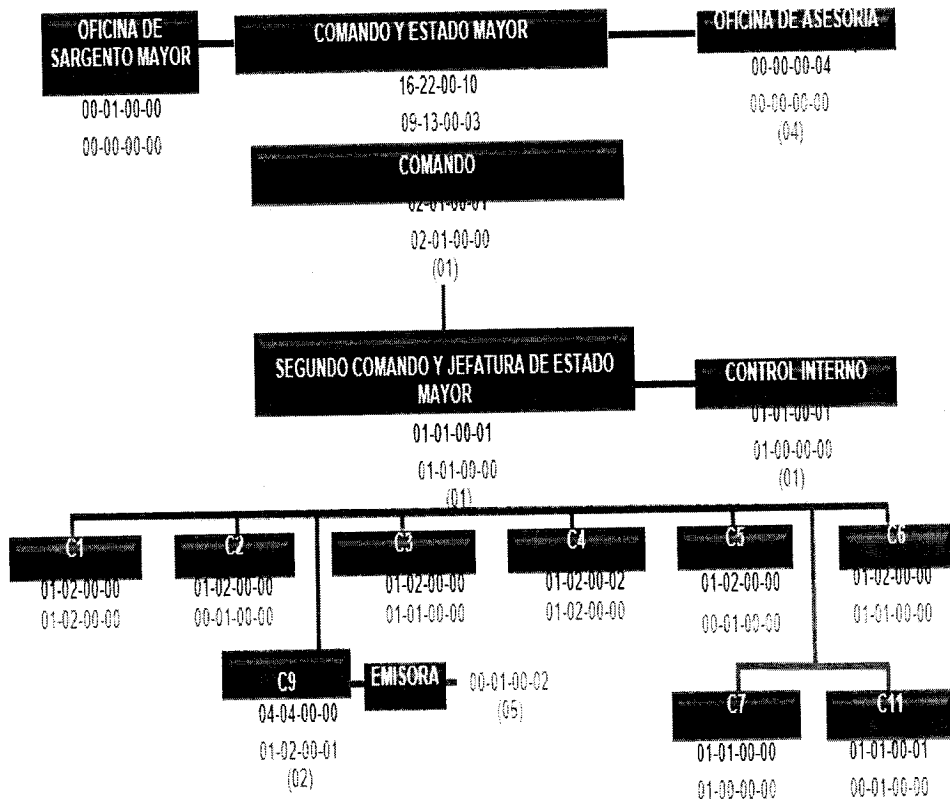 OFICINA DE
SARGENTO MAYOR
00-01-00-00
00-00-00-00
COMANDO Y ESTADO MAYOR
16-22-00-10
09-13-00-03
OFICINA DE ASESORIA
00-00-00-04
00-00-00-00
(04)
COMANDO
02-01-00-01
02-01-00-00
(01)
SEGUNDO COMANDO Y JEFATURA DE ESTADO
MAYOR
01-01-00-01
01-01-00-00
(01)
CONTROL INTERNO
01-01-00-01
01-00-00-00
(01)
C1
01-02-00-00
01-02-00-00
C2
01-02-00-00
00-01-00-00
C3
01-02-00-00
01-01-00-00
C4
01-02-00-02
01-02-00-00
C5
01-02-00-00
00-01-00-00
C6
01-02-00-00
01-01-00-00
C9
04-04-00-00
01-02-00-01
(02)
EMISORA
00-01-00-02
C7
01-01-00-00
01-00-00-00
C11
01-01-00-01
00-01-00-00